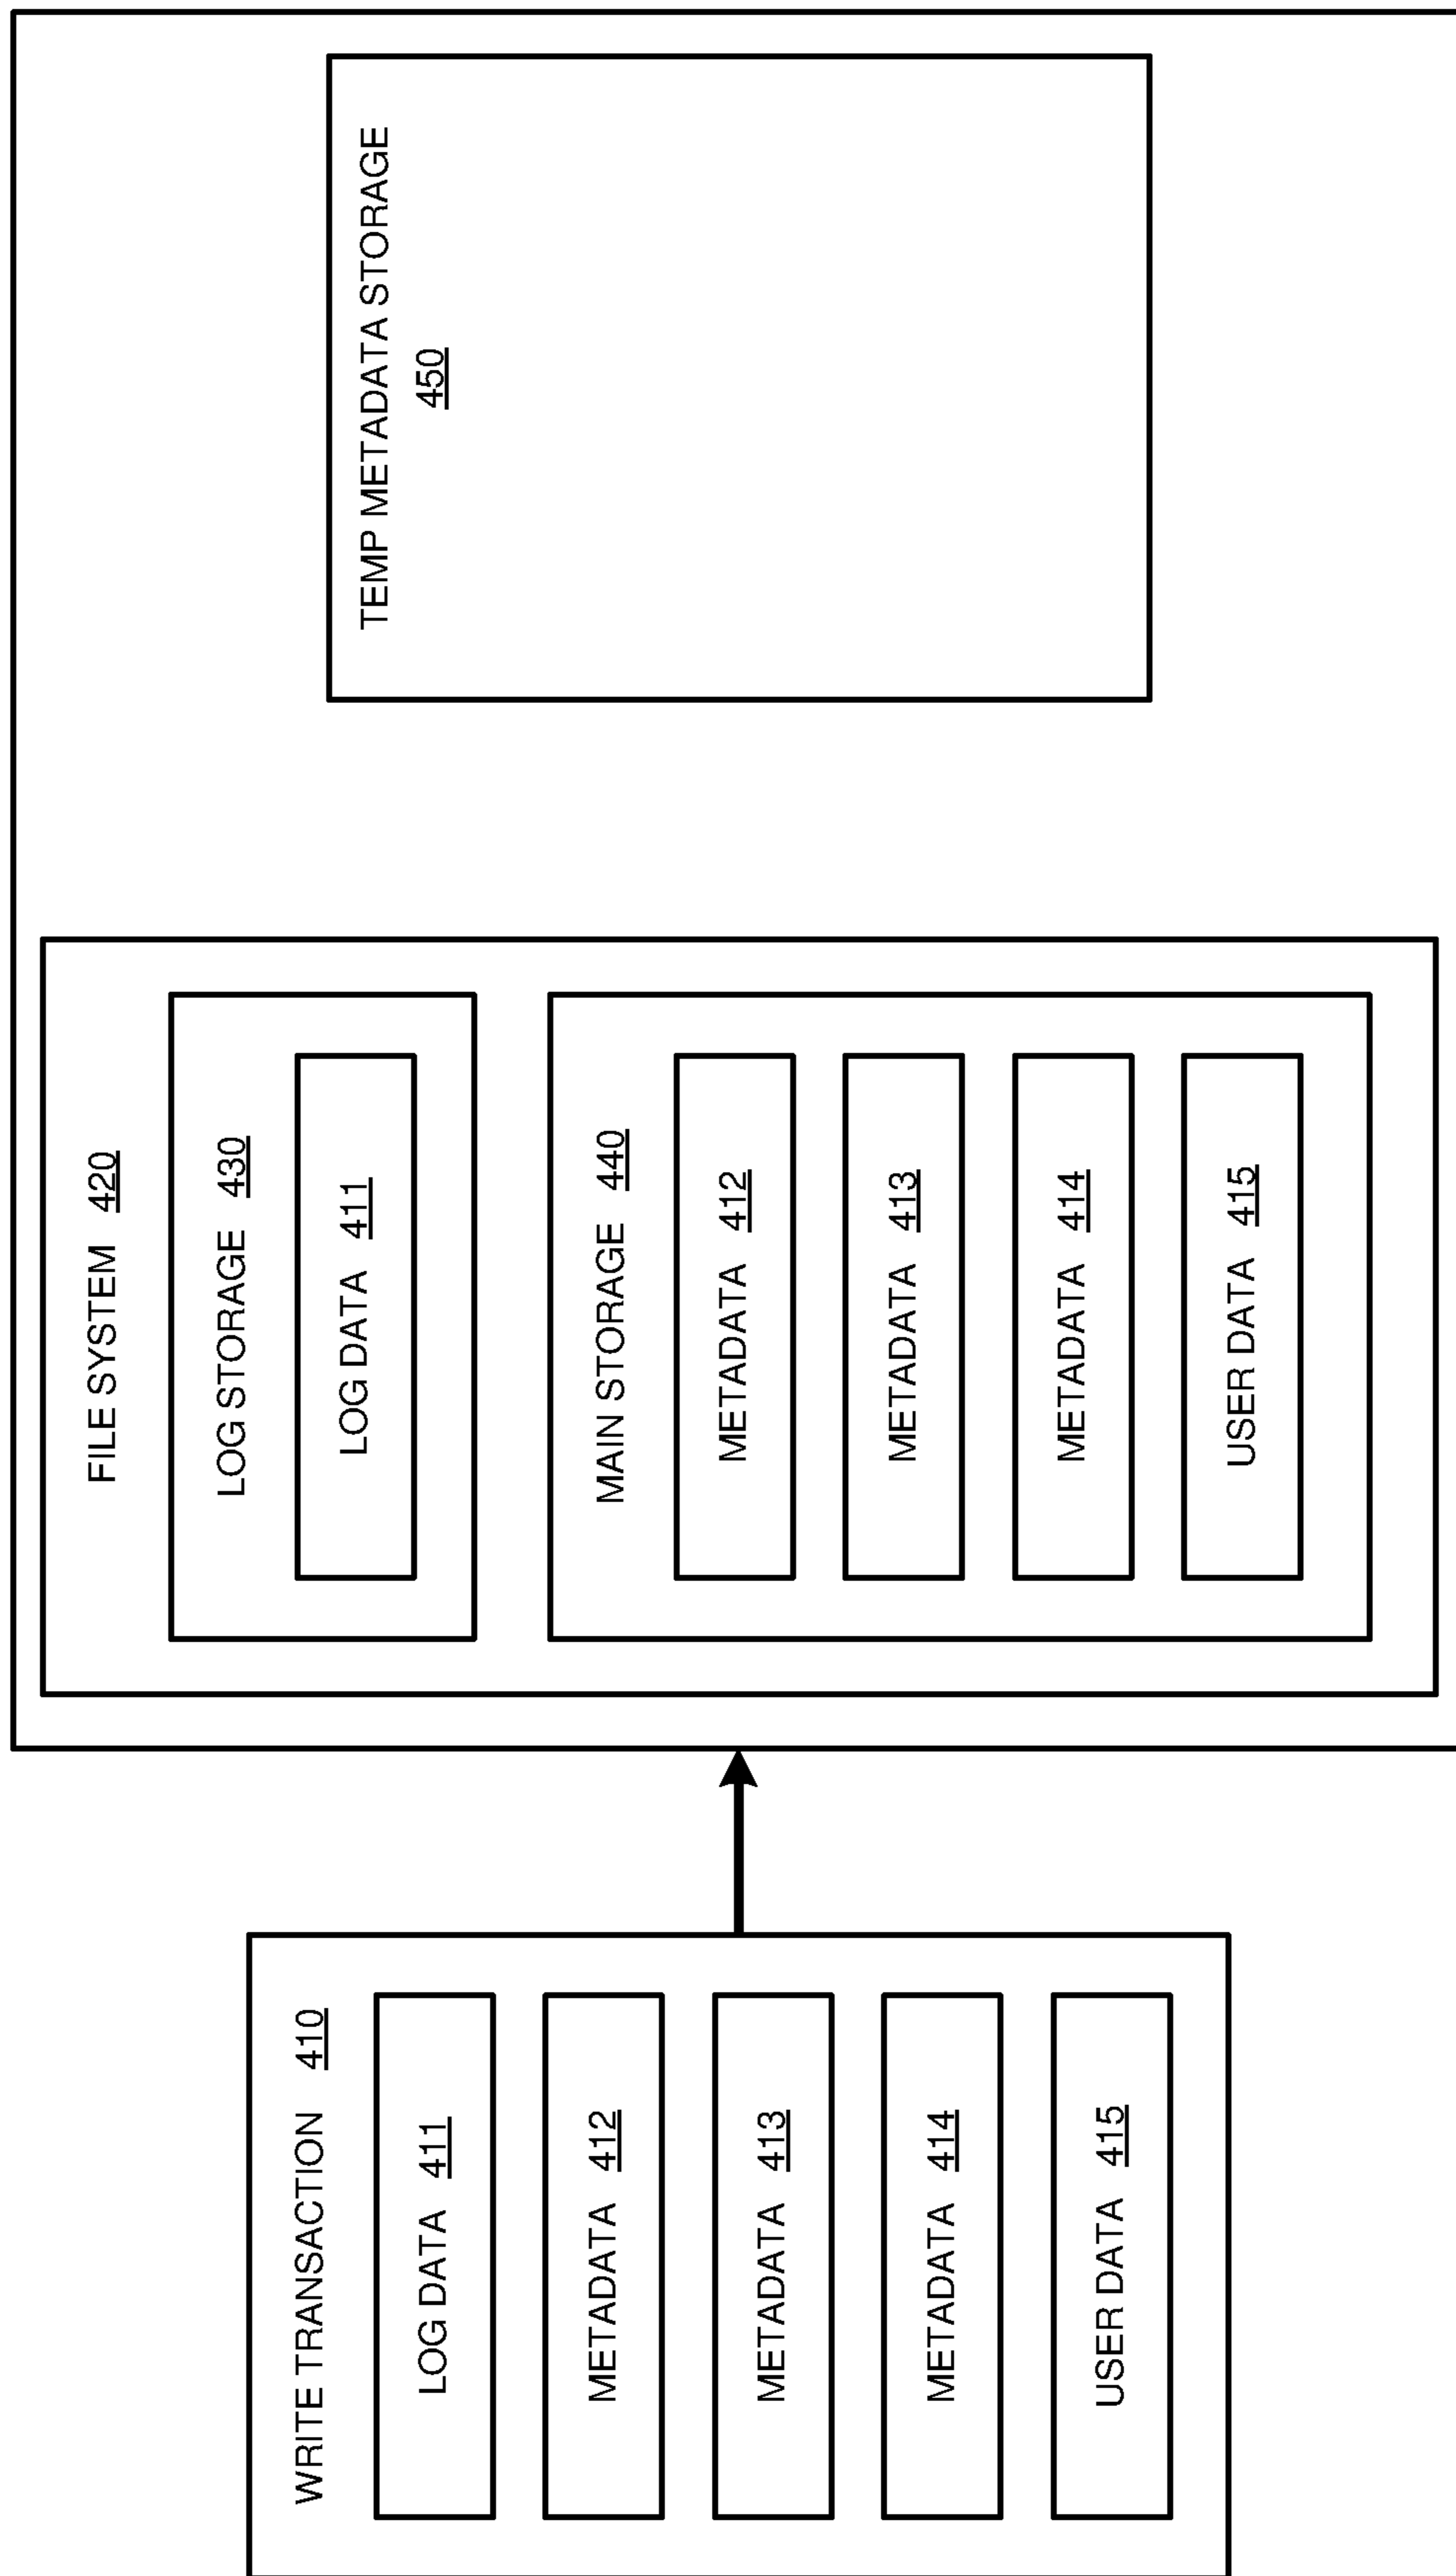 WRITE TRANSACTION 410
LOG DATA 411
METADATA 412
METADATA 413
METADATA 414
USER DATA 415
FILE SYSTEM 420
LOG STORAGE 430
LOG DATA 411
MAIN STORAGE 440
METADATA 412
METADATA 413
METADATA 414
USER DATA 415
TEMP METADATA STORAGE
450